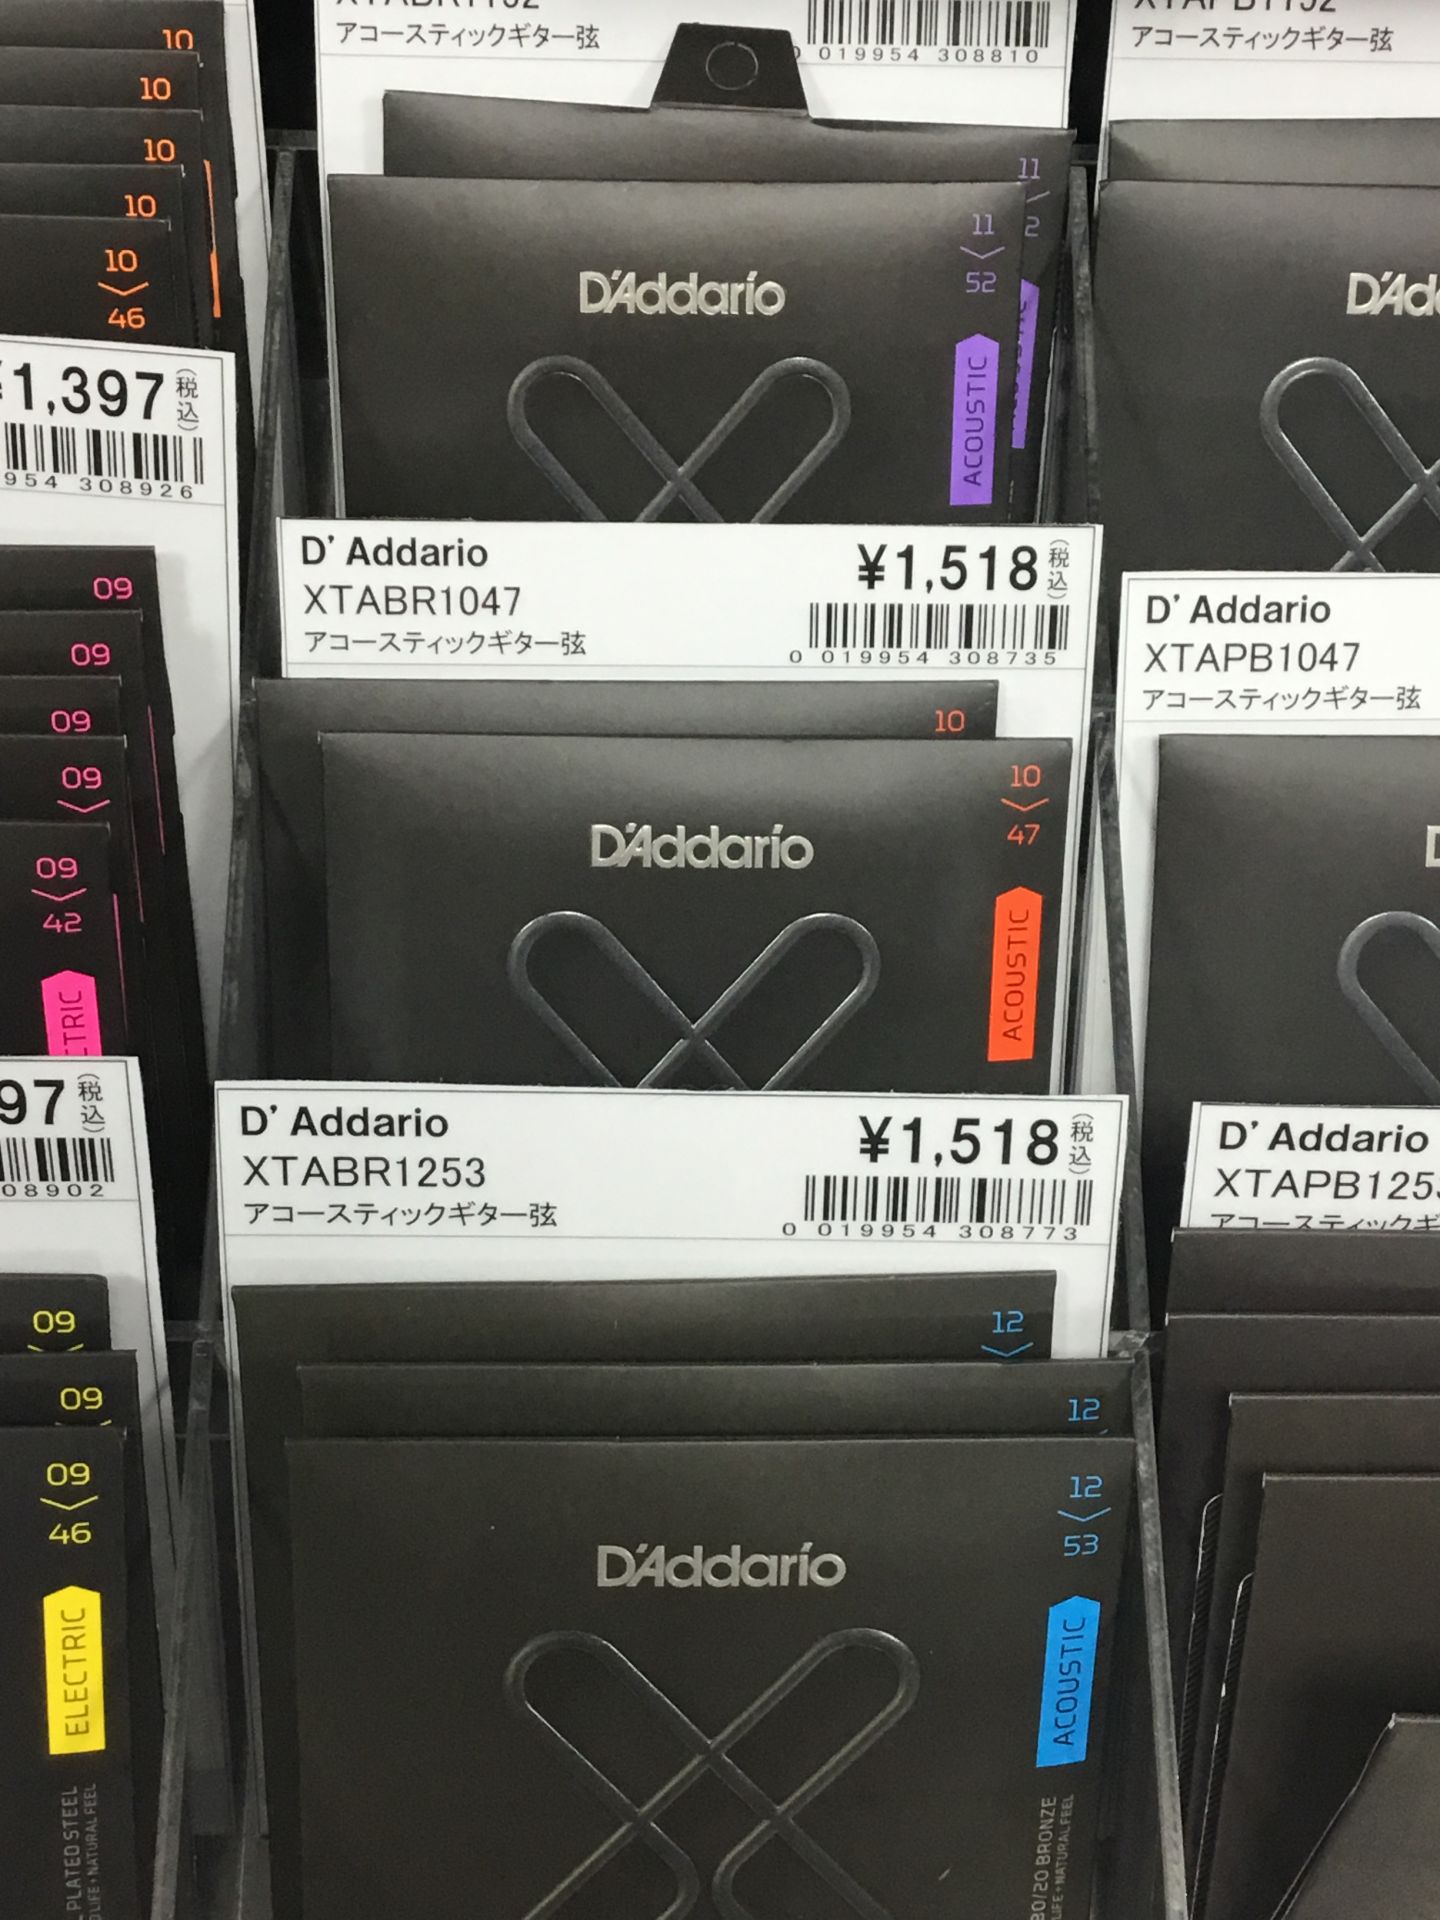 アコースティックギター弦
019954 308810
アコースティックギター弦
10
10
10
10
10
46
11
2
11
52
D'Addario
ACOUSTIC
¥1,397 (税込)
954 308926
D' Addario
XTABR1047
アコースティックギター弦
¥1,518 (税込)
0 019954 308735
D' Addario
XTAPB1047
アコースティックギター弦
09
09
09
09
09
42
10
10
47
D'Addario
ACOUSTIC
97 (税込)
08902
D' Addario
XTABR1253
アコースティックギター弦
¥1,518 (税込)
0 019954 308773
D' Addario
09
09
09
46
ELECTRIC
PLATED STEEL
12
12
12
53
D'Addario
ACOUSTIC
80/20 BRONZE
LIFE + NATURAL FEEL